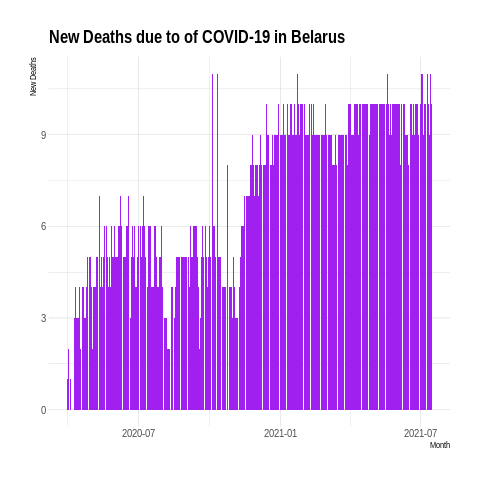 New Deaths due to of COVID-19 in Belarus
New Deaths
9
6
3
0
2020-07
2021-01
2021-07
Month